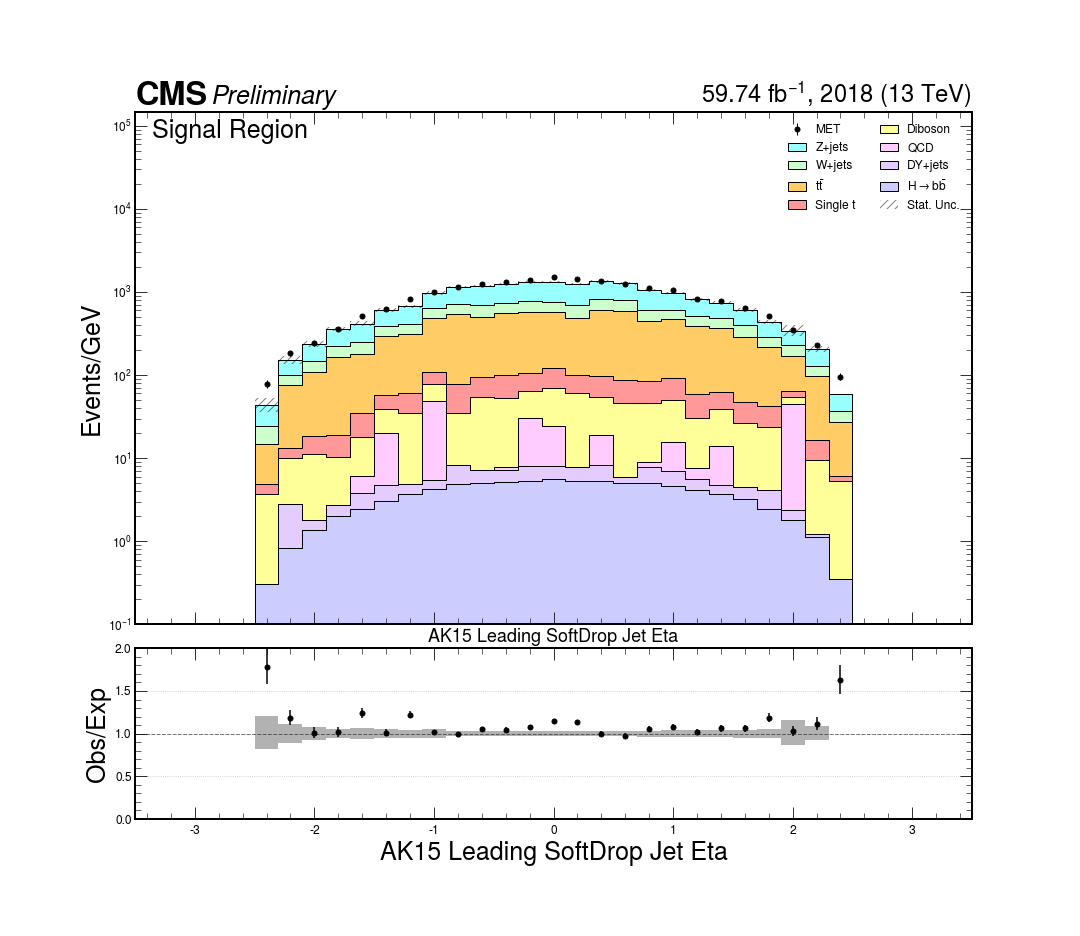 CMS Preliminary
59.74 fb⁻¹, 2018 (13 TeV)
Signal Region
MET
Z+jets
W+jets
tt̄
Single t
Diboson
QCD
DY+jets
H→bb̄
Stat. Unc.
Events/GeV
10⁵
10⁴
10³
10²
10¹
10⁰
10⁻¹
AK15 Leading SoftDrop Jet Eta
Obs/Exp
2.0
1.5
1.0
0.5
0.0
-3 -2 -1 0 1 2 3
AK15 Leading SoftDrop Jet Eta